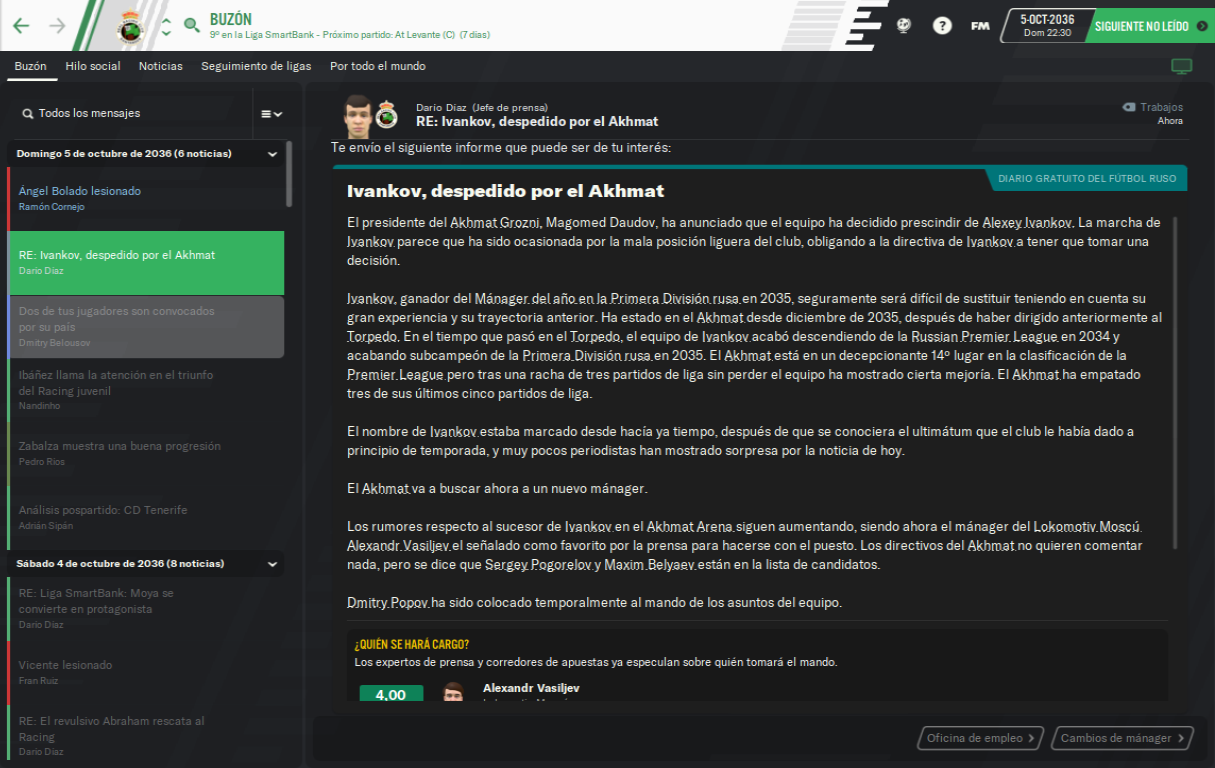 BUZÓN
9º en la Liga SmartBank - Próximo partido: At Levante (C) (7 días)
?
FM
5-OCT-2036
Dom 22:30
SIGUIENTE NO LEÍDO
Buzón Hilo social Noticias Seguimiento de ligas Por todo el mundo
Todos los mensajes
Domingo 5 de octubre de 2036 (6 noticias)
Ángel Bolado lesionado
Ramón Cornejo
RE: Ivankov, despedido por el Akhmat
Darío Díaz
Dos de tus jugadores son convocados
por su país
Dmitry Belousov
Ibáñez llama la atención en el triunfo
del Racing juvenil
Nandinho
Zabalza muestra una buena progresión
Pedro Ríos
Análisis pospartido: CD Tenerife
Adrián Sipán
Sábado 4 de octubre de 2036 (8 noticias)
RE: Liga SmartBank: Moya se
convierte en protagonista
Darío Díaz
Vicente lesionado
Fran Ruiz
RE: El revulsivo Abraham rescata al
Racing
Darío Díaz
Darío Díaz (Jefe de prensa)
RE: Ivankov, despedido por el Akhmat
Trabajos
Ahora
Te envío el siguiente informe que puede ser de tu interés:
DIARIO GRATUITO DEL FÚTBOL RUSO
Ivankov, despedido por el Akhmat
El presidente del Akhmat Grozni, Magomed Daudov, ha anunciado que el equipo ha decidido prescindir de Alexey Ivankov. La marcha de
Ivankov parece que ha sido ocasionada por la mala posición liguera del club, obligando a la directiva de Ivankov a tener que tomar una
decisión.
Ivankov, ganador del Mánager del año en la Primera División rusa en 2035, seguramente será difícil de sustituir teniendo en cuenta su
gran experiencia y su trayectoria anterior. Ha estado en el Akhmat desde diciembre de 2035, después de haber dirigido anteriormente al
Torpedo. En el tiempo que pasó en el Torpedo, el equipo de Ivankov acabó descendiendo de la Russian Premier League en 2034 y
acabando subcampeón de la Primera División rusa en 2035. El Akhmat está en un decepcionante 14º lugar en la clasificación de la
Premier League pero tras una racha de tres partidos de liga sin perder el equipo ha mostrado cierta mejoría. El Akhmat ha empatado
tres de sus últimos cinco partidos de liga.
El nombre de Ivankov estaba marcado desde hacía ya tiempo, después de que se conociera el ultimátum que el club le había dado a
principio de temporada, y muy pocos periodistas han mostrado sorpresa por la noticia de hoy.
El Akhmat va a buscar ahora a un nuevo mánager.
Los rumores respecto al sucesor de Ivankov en el Akhmat Arena siguen aumentando, siendo ahora el mánager del Lokomotiv Moscú
Alexandr Vasiljev el señalado como favorito por la prensa para hacerse con el puesto. Los directivos del Akhmat no quieren comentar
nada, pero se dice que Sergey Pogorelov y Maxim Belyaev están en la lista de candidatos.
Dmitry Popov ha sido colocado temporalmente al mando de los asuntos del equipo.
¿QUIÉN SE HARÁ CARGO?
Los expertos de prensa y corredores de apuestas ya especulan sobre quién tomará el mando.
4,00
Alexandr Vasiljev
Oficina de empleo
Cambios de mánager